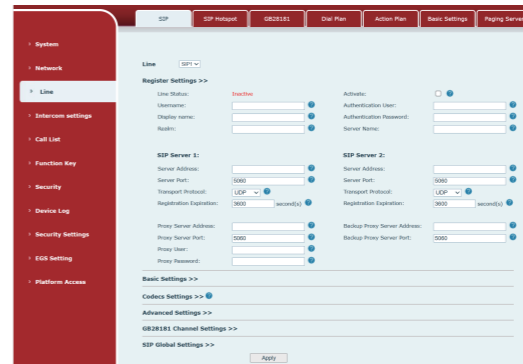 SIP SIP Hotspot GB28181 Dial Plan Action Plan Basic Settings Paging Server
System
Network
Line
Intercom settings
Call List
Function Key
Security
Device Log
Security Settings
EGS Setting
Platform Access
Line SIP1
Register Settings >>
Line Status: Inactive Activate:
Username: Authentication User:
Display name: Authentication Password:
Realm: Server Name:
SIP Server 1: SIP Server 2:
Server Address: Server Address:
Server Port: 5060 Server Port: 5060
Transport Protocol: UDP Transport Protocol: UDP
Registration Expiration: 3600 second(s) Registration Expiration: 3600 second(s)
Proxy Server Address: Backup Proxy Server Address:
Proxy Server Port: 5060 Backup Proxy Server Port: 5060
Proxy User:
Proxy Password:
Basic Settings >>
Codecs Settings >>
Advanced Settings >>
GB28181 Channel Settings >>
SIP Global Settings >>
Apply